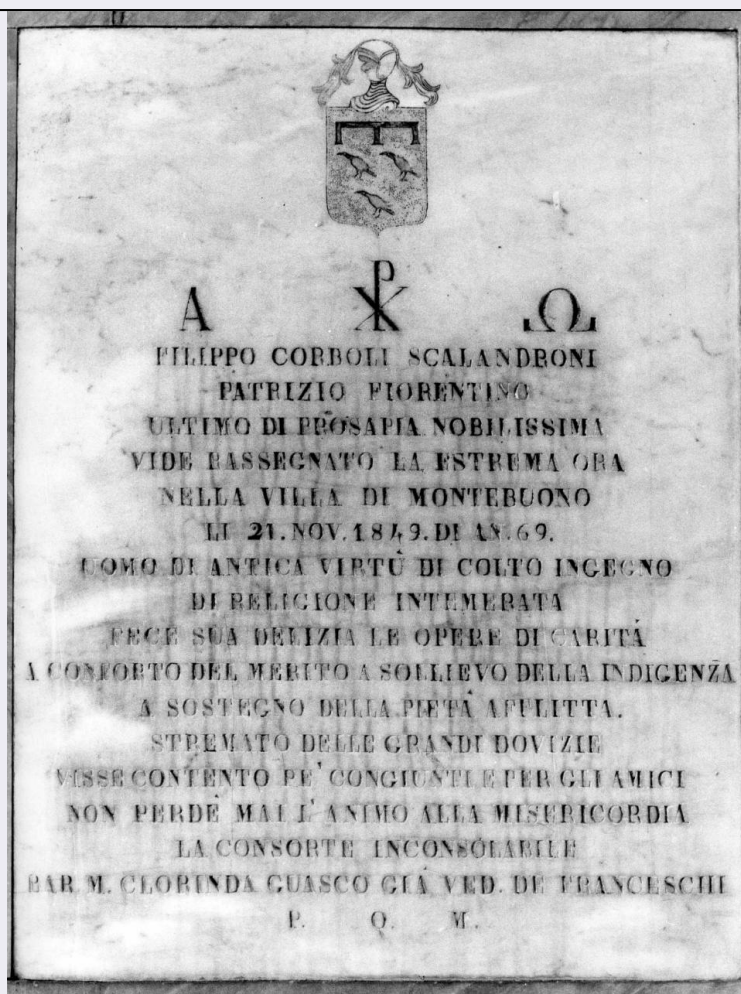 Α ☧ Ω
FILIPPO CORBOLI SCALANDRONI
PATRIZIO FIORENTINO
ULTIMO DI PROSAPIA NOBILISSIMA
VIDE RASSEGNATO LA ESTREMA ORA
NELLA VILLA DI MONTEBUONO
LI 21. NOV. 1849. DI AN. 69.
UOMO DI ANTICA VIRTÙ DI COLTO INGEGNO
DI RELIGIONE INTEMERATA
FECE SUA DELIZIA LE OPERE DI CARITÁ
A CONFORTO DEL MERITO A SOLLIEVO DELLA INDIGENZA
A SOSTEGNO DELLA PIETÁ AFFLITTA.
STREMATO DELLE GRANDI DOVIZIE
VISSE CONTENTO PE' CONGIUNTI E PER GLI AMICI
NON PERDÈ MAI L'ANIMO ALLA MISERICORDIA
LA CONSORTE INCONSOLABILE
BAR. M. CLORINDA GUASCO GIÁ VED. DE FRANCESCHI
P. Q. M.